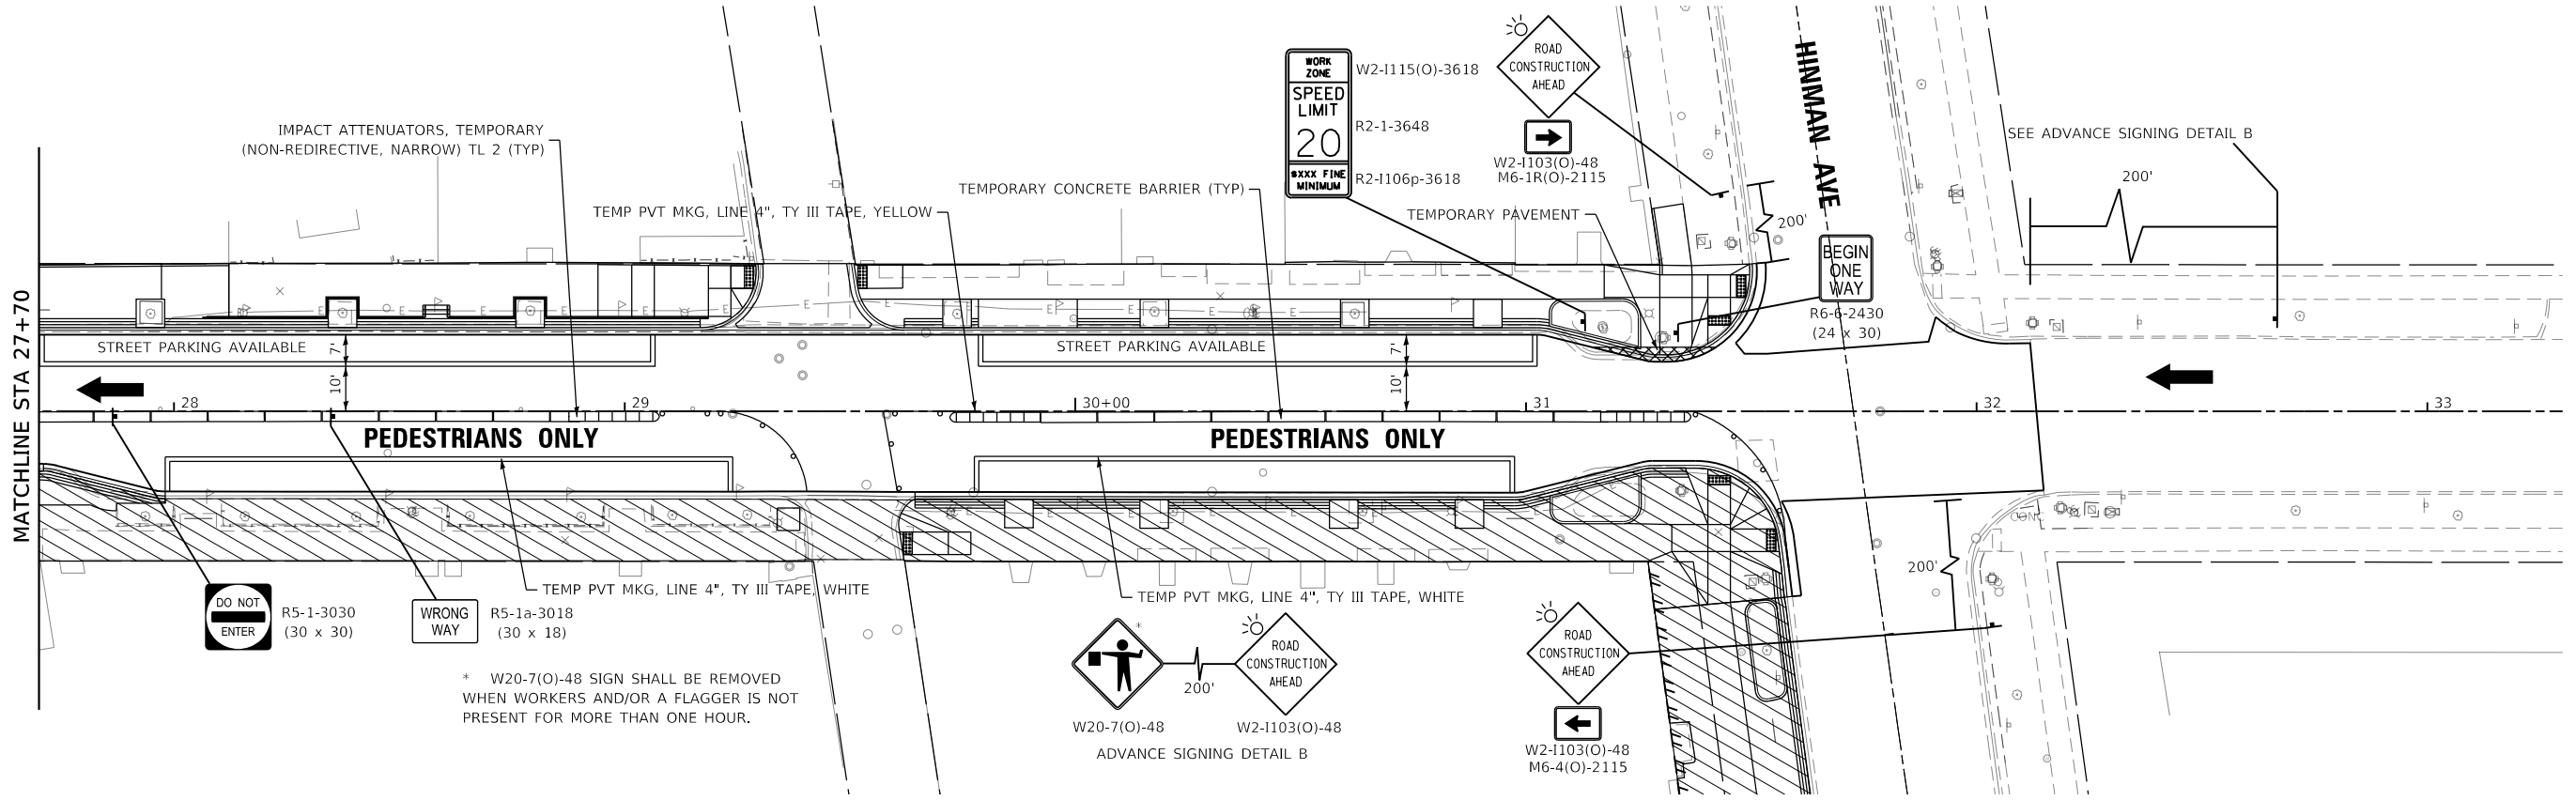 WORK
ZONE
SPEED
LIMIT
20
$XXX FINE
MINIMUM
W2-I115(O)-3618
R2-1-3648
R2-I106p-3618
ROAD
CONSTRUCTION
AHEAD
W2-I103(O)-48
M6-1R(O)-2115
HINMAN AVE
SEE ADVANCE SIGNING DETAIL B
200'
200'
IMPACT ATTENUATORS, TEMPORARY
(NON-REDIRECTIVE, NARROW) TL 2 (TYP)
TEMP PVT MKG, LINE 4", TY III TAPE, YELLOW
TEMPORARY CONCRETE BARRIER (TYP)
TEMPORARY PAVEMENT
BEGIN
ONE
WAY
R6-6-2430
(24 x 30)
MATCHLINE STA 27+70
STREET PARKING AVAILABLE
7'
10'
STREET PARKING AVAILABLE
7'
10'
28
29
30+00
31
32
33
PEDESTRIANS ONLY
PEDESTRIANS ONLY
CONC
TEMP PVT MKG, LINE 4", TY III TAPE, WHITE
TEMP PVT MKG, LINE 4", TY III TAPE, WHITE
200'
DO NOT
ENTER
R5-1-3030
(30 x 30)
WRONG
WAY
R5-1a-3018
(30 x 18)
* W20-7(O)-48 SIGN SHALL BE REMOVED
WHEN WORKERS AND/OR A FLAGGER IS NOT
PRESENT FOR MORE THAN ONE HOUR.
*
200'
ROAD
CONSTRUCTION
AHEAD
W20-7(O)-48
W2-I103(O)-48
ADVANCE SIGNING DETAIL B
ROAD
CONSTRUCTION
AHEAD
W2-I103(O)-48
M6-4(O)-2115